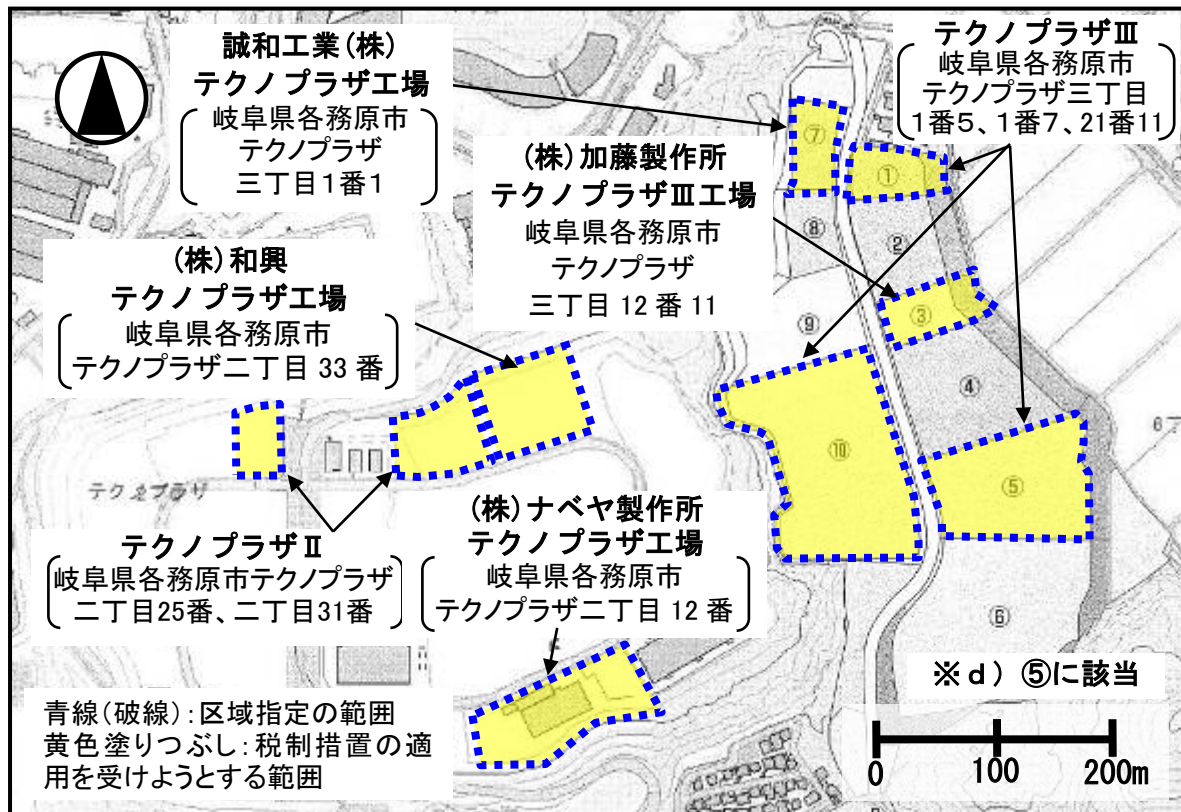 誠和工業(株)
テクノプラザ工場
岐阜県各務原市
テクノプラザ
三丁目1番1
テクノプラザⅢ
岐阜県各務原市
テクノプラザ三丁目
1番5、1番7、21番11
(株)加藤製作所
テクノプラザⅢ工場
岐阜県各務原市
テクノプラザ
三丁目 12 番 11
(株)和興
テクノプラザ工場
岐阜県各務原市
テクノプラザ二丁目 33 番
⑦
①
⑧
②
③
⑨
④
⑩
⑤
⑥
テクノプラザ
テクノプラザⅡ
岐阜県各務原市テクノプラザ
二丁目25番、二丁目31番
(株)ナベヤ製作所
テクノプラザ工場
岐阜県各務原市
テクノプラザ二丁目 12 番
※d) ⑤に該当
青線(破線):区域指定の範囲
黄色塗りつぶし:税制措置の適
用を受けようとする範囲
0 100 200m